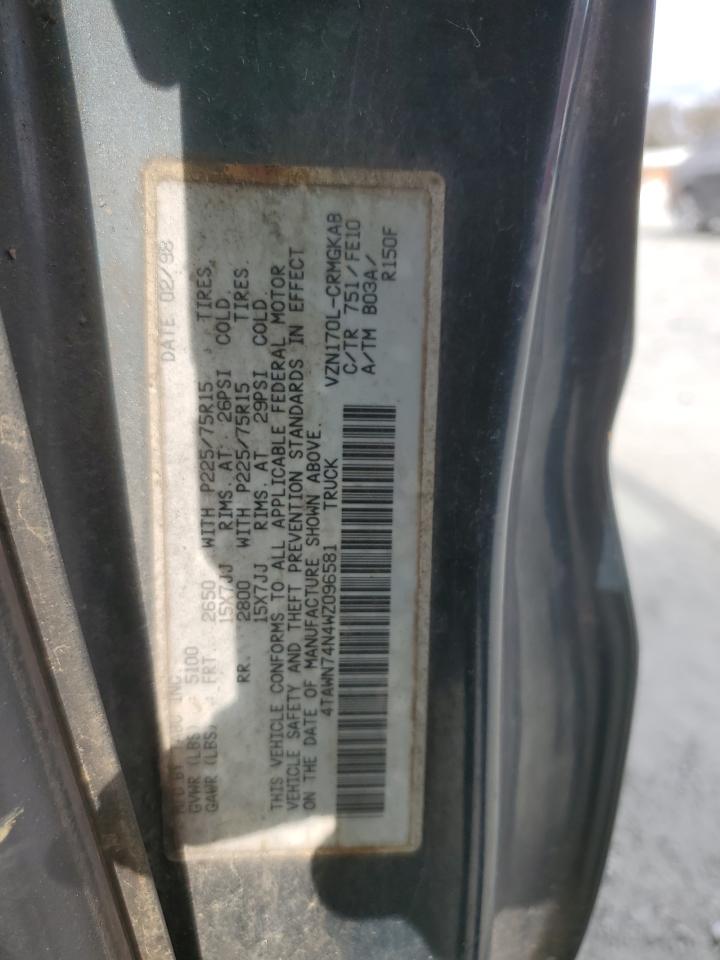 MFD BY INC. DATE 02/98
GVWR (LBS) 5100
GAWR (LBS) FRT. 2650 WITH P225/75R15 TIRES,
15X7JJ RIMS, AT 26PSI COLD,
RR. 2800 WITH P225/75R15 TIRES,
15X7JJ RIMS, AT 29PSI COLD
THIS VEHICLE CONFORMS TO ALL APPLICABLE FEDERAL MOTOR
VEHICLE SAFETY AND THEFT PREVENTION STANDARDS IN EFFECT
ON THE DATE OF MANUFACTURE SHOWN ABOVE.
4TAWN74N4WZ096581 TRUCK
VZN170L-CRMGKAB
C/TR 751/FE10
A/TM B03A/
R150F